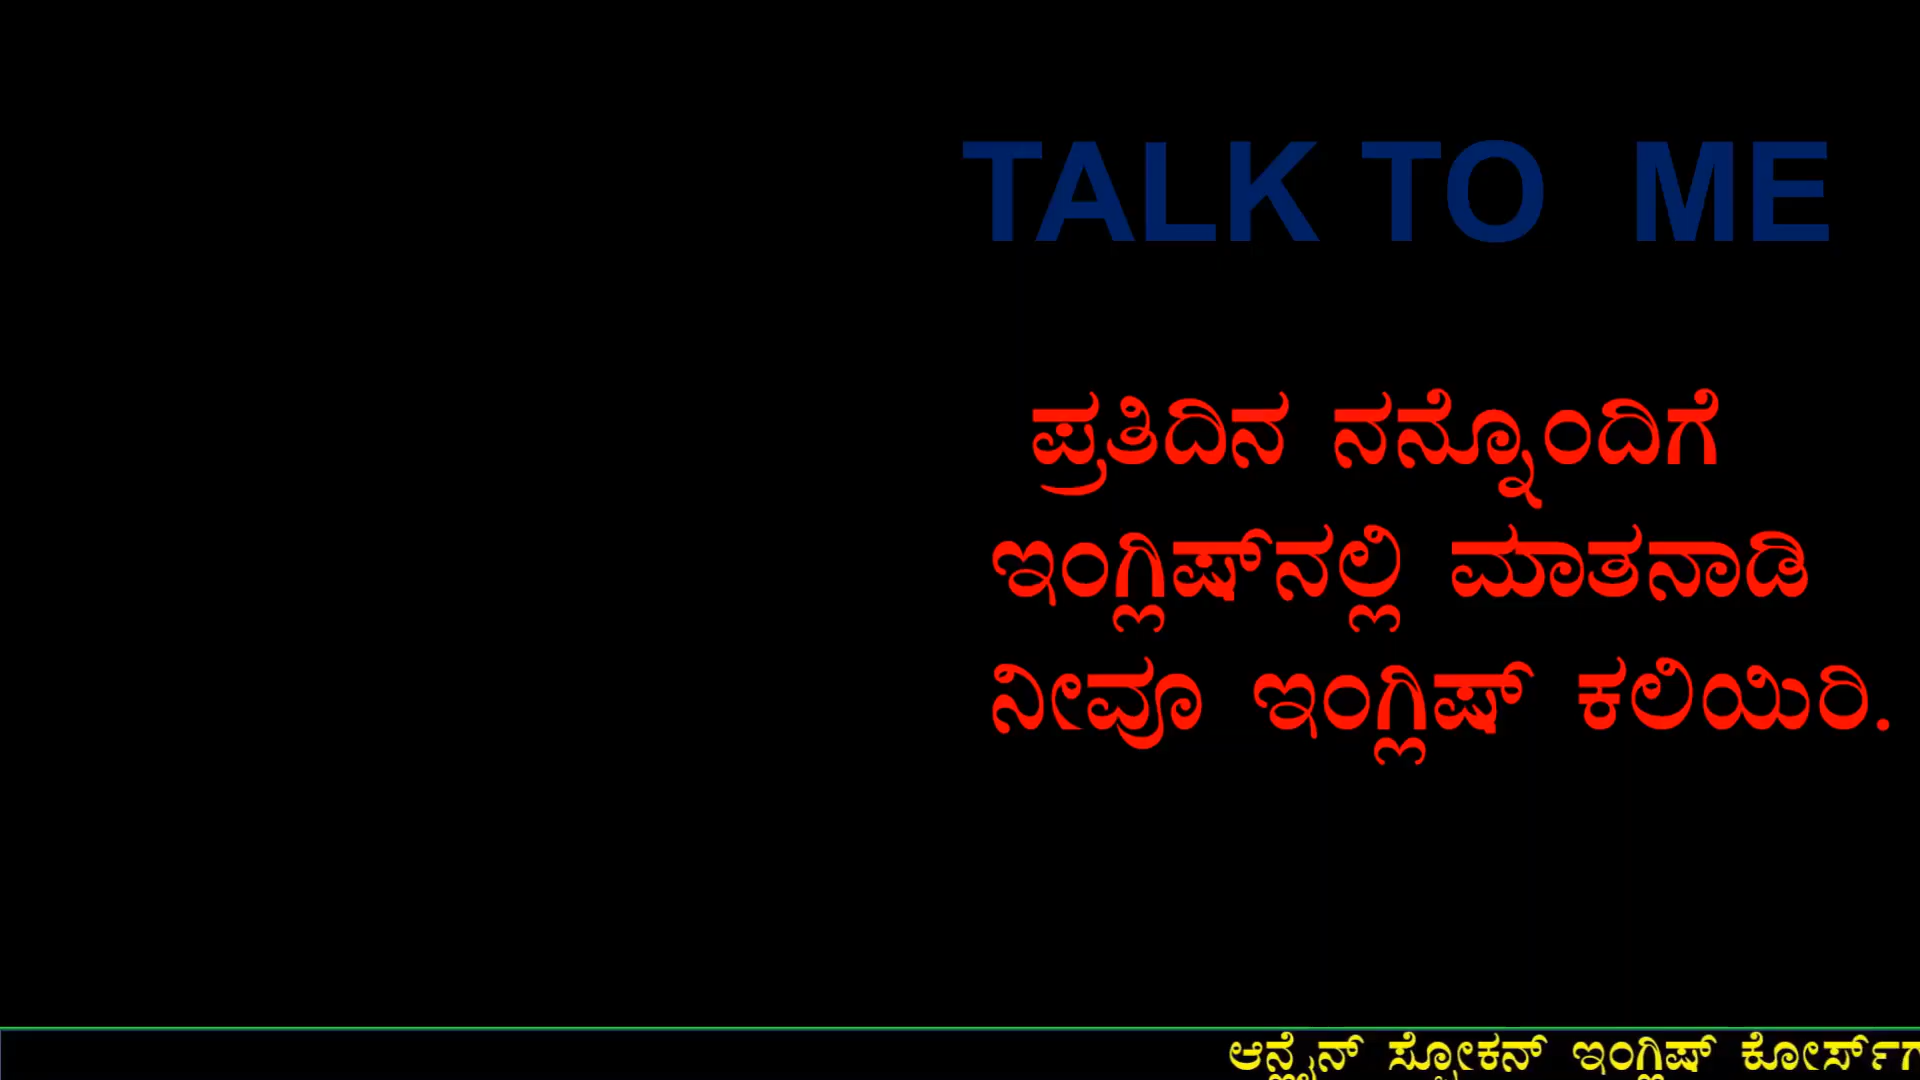 TALK TO ME
ಪ್ರತಿದಿನ ನನ್ನೊಂದಿಗೆ
ಇಂಗ್ಲಿಷ್‌ನಲ್ಲಿ ಮಾತನಾಡಿ
ನೀವೂ ಇಂಗ್ಲಿಷ್ ಕಲಿಯಿರಿ.
ಆನ್ಲೈನ್ ಸ್ಪೋಕನ್ ಇಂಗ್ಲಿಷ್